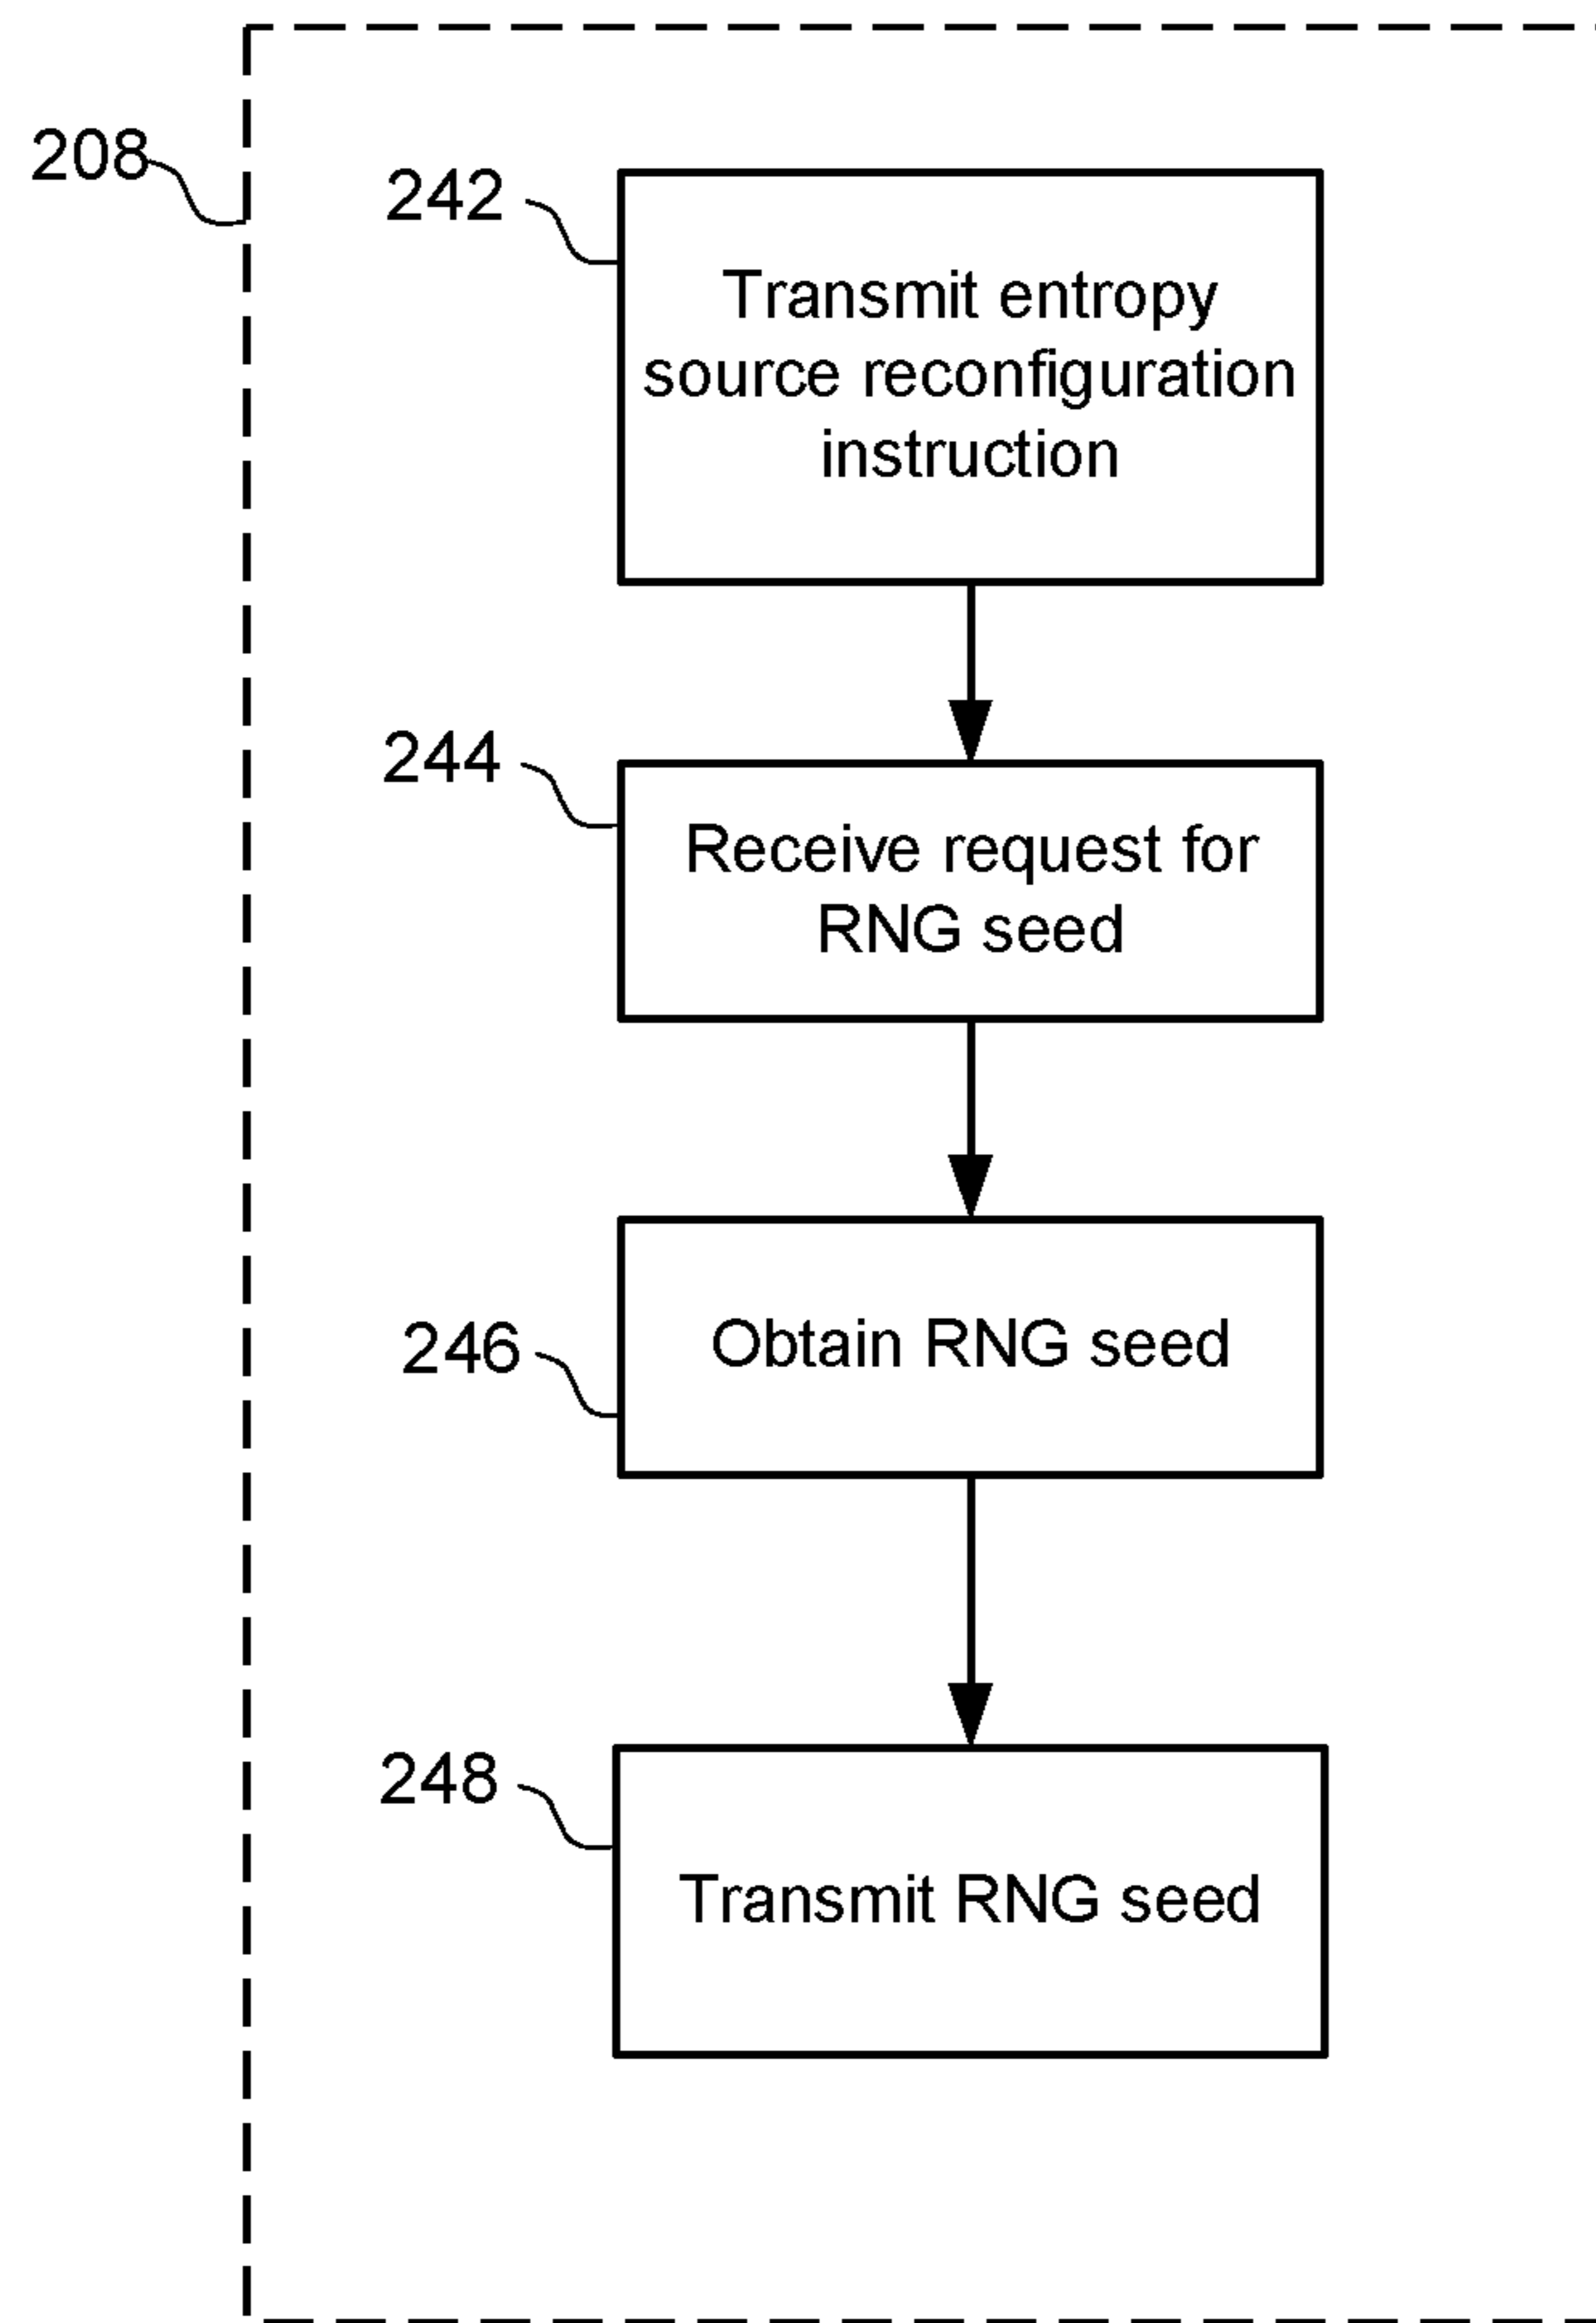 208
242
Transmit entropy
source reconfiguration
instruction
244
Receive request for
RNG seed
246
Obtain RNG seed
248
Transmit RNG seed